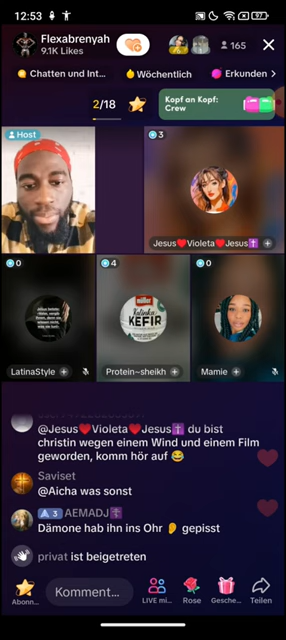 12:53
97
Flexabrenyah
9.1K Likes
165
Chatten und Int...
Wöchentlich
Erkunden >
2/18
Kopf an Kopf:
Crew
Host
3
Jesus❤️Violeta❤️Jesus✝️ +
0
4
0
müller
Kalinka
KEFIR
LatinaStyle +
Protein~sheikh +
Mamie +
@Jesus❤️Violeta❤️Jesus✝️ du bist
christin wegen einem Wind und einem Film
geworden, komm hör auf 😂
Saviset
@Aicha was sonst
3 AEMADJ✝️
Dämone hab ihn ins Ohr 👂 gepisst
privat ist beigetreten
Kommentar...
Abonn...
LIVE mi...
Rose
Gesche...
Teilen